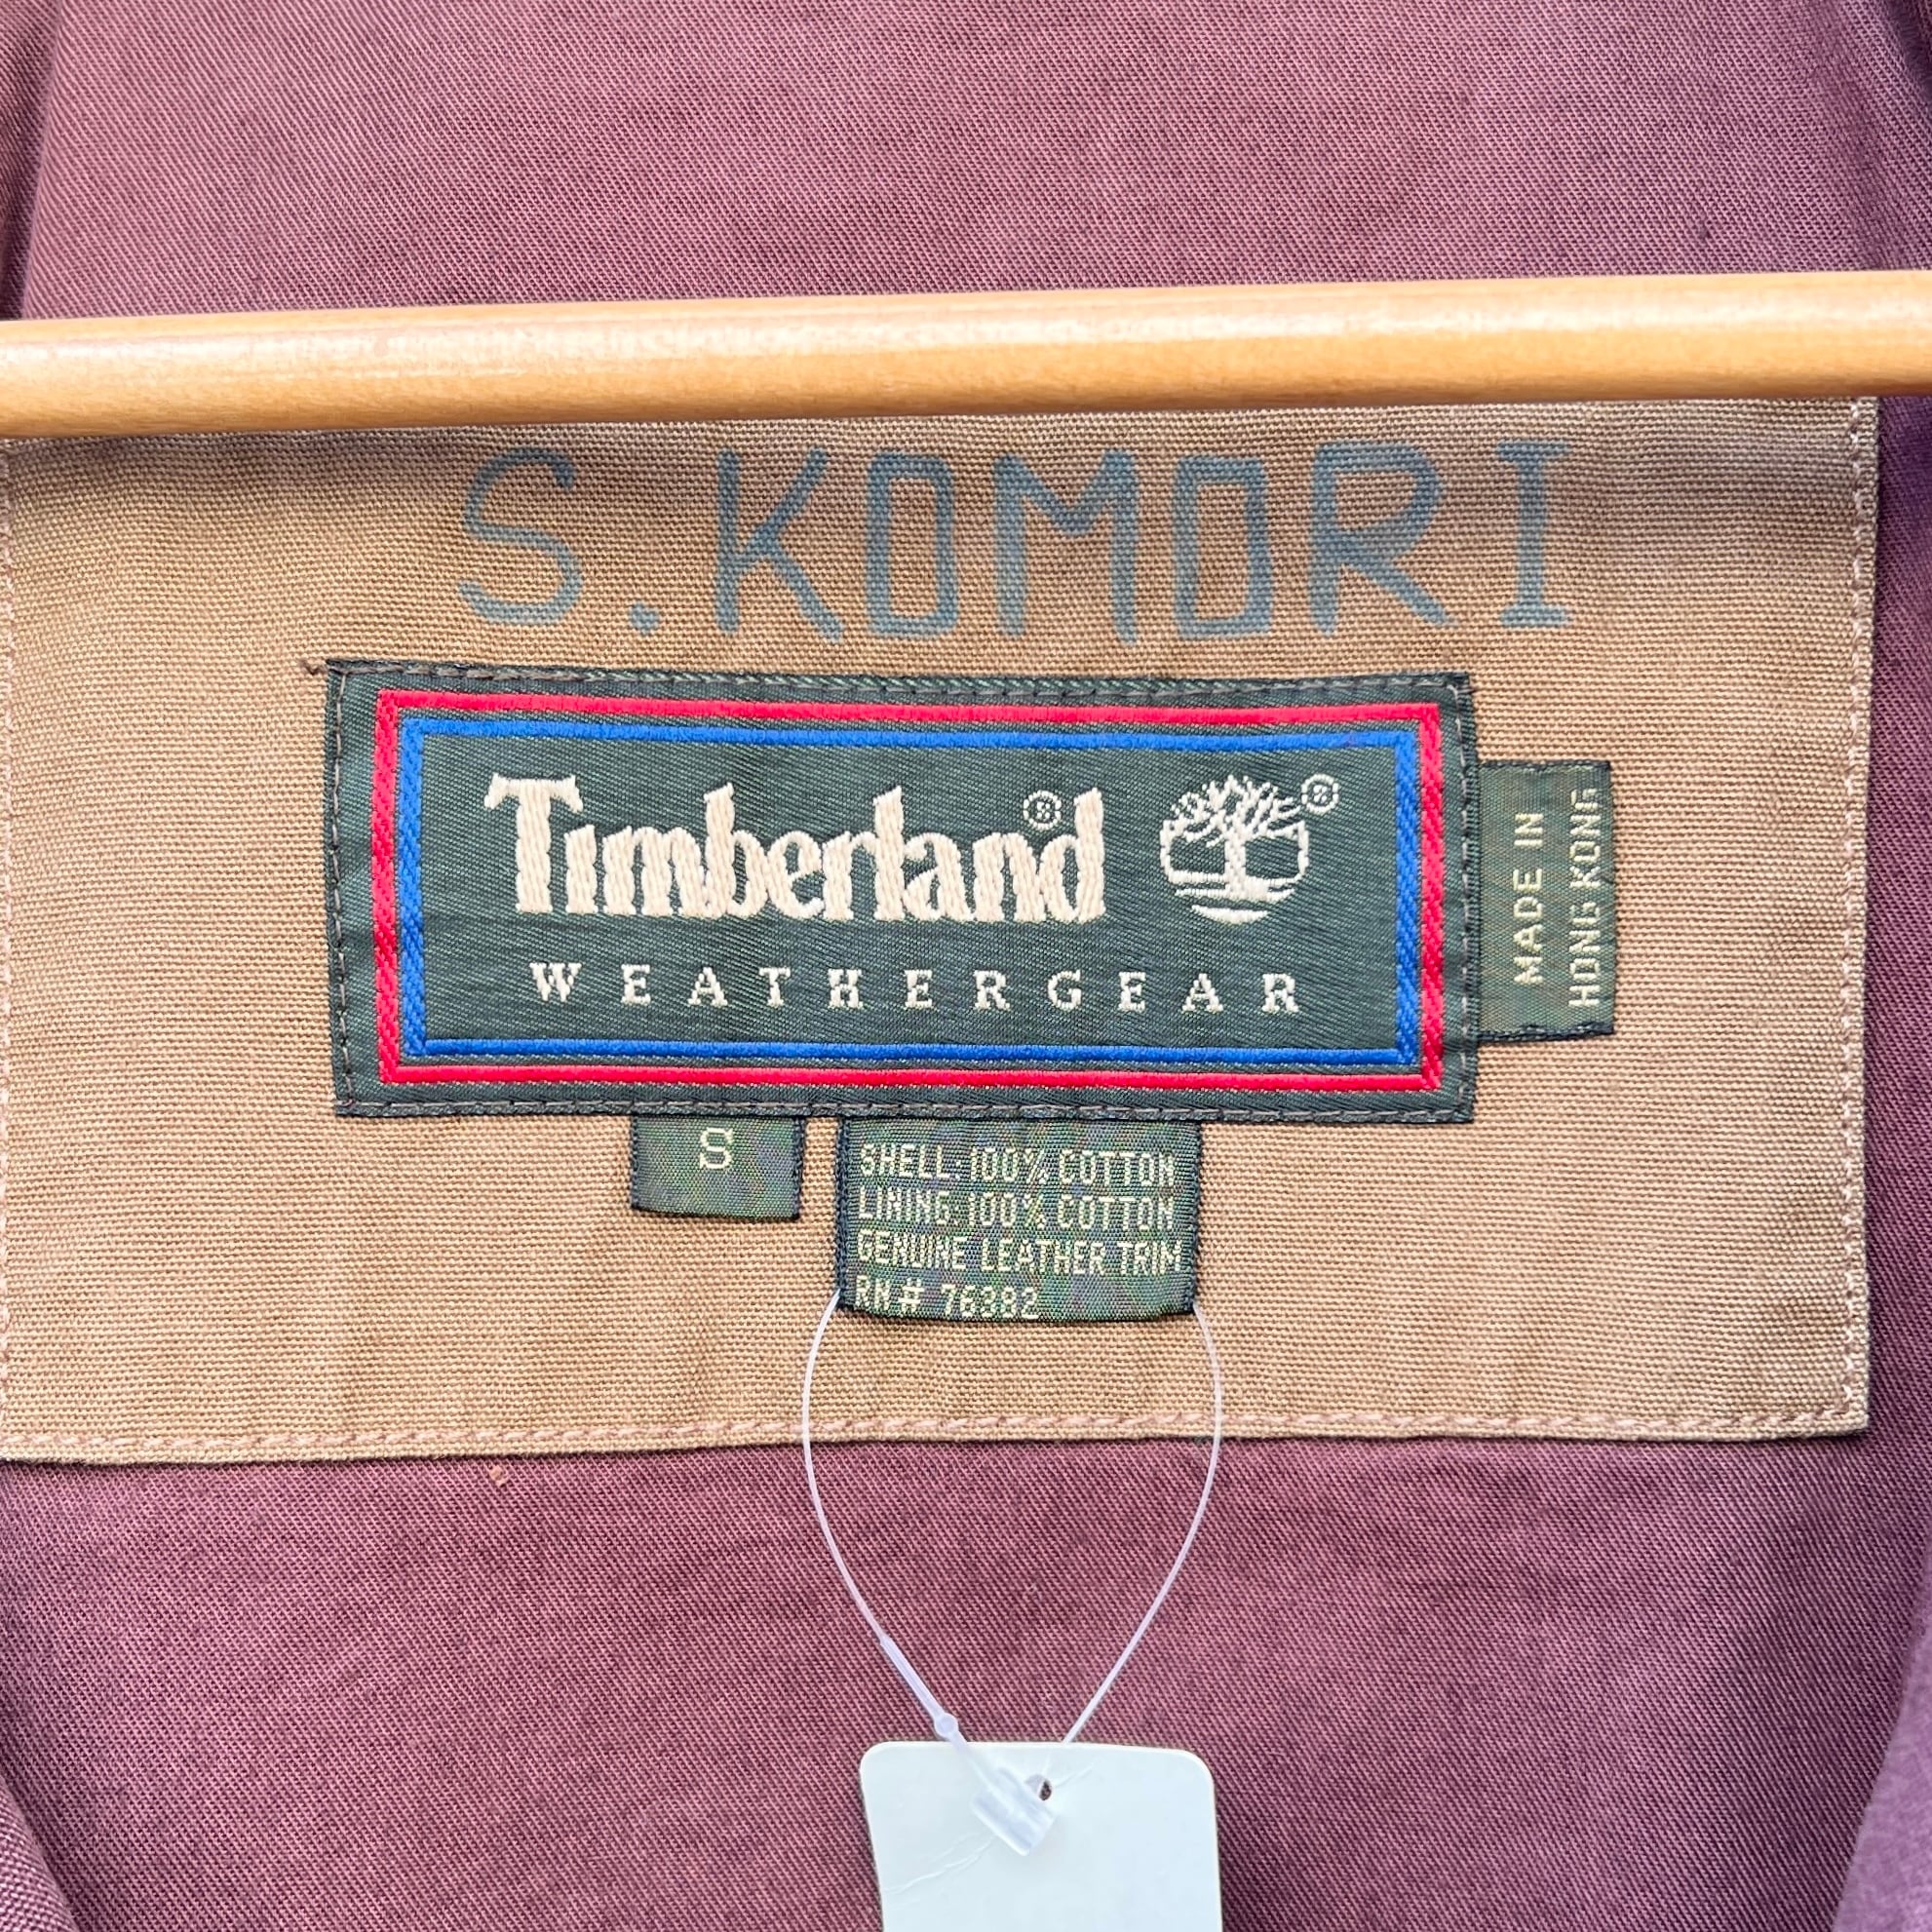 S.KOMORI
Timberland®
®
WEATHERGEAR
MADE IN
HONG KONG
S
SHELL:100% COTTON
LINING:100% COTTON
GENUINE LEATHER TRIM
RN# 76382